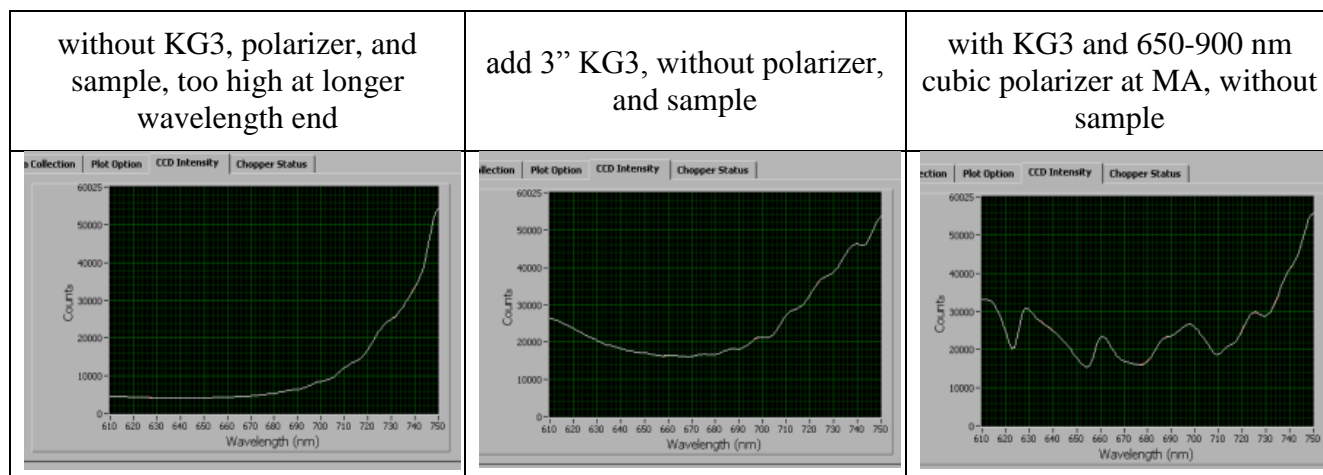 without KG3, polarizer, and
sample, too high at longer
wavelength end
add 3” KG3, without polarizer,
and sample
with KG3 and 650-900 nm
cubic polarizer at MA, without
sample
a Collection Plot Option CCD Intensity Chopper Status
60025
50000
40000
30000
20000
10000
0
Counts
610 620 630 640 650 660 670 680 690 700 710 720 730 740 750
Wavelength (nm)
llection Plot Option CCD Intensity Chopper Status
60025
50000
40000
30000
20000
10000
0
Counts
610 620 630 640 650 660 670 680 690 700 710 720 730 740 750
Wavelength (nm)
ection Plot Option CCD Intensity Chopper Status
60025
50000
40000
30000
20000
10000
0
Counts
610 620 630 640 650 660 670 680 690 700 710 720 730 740 750
Wavelength (nm)